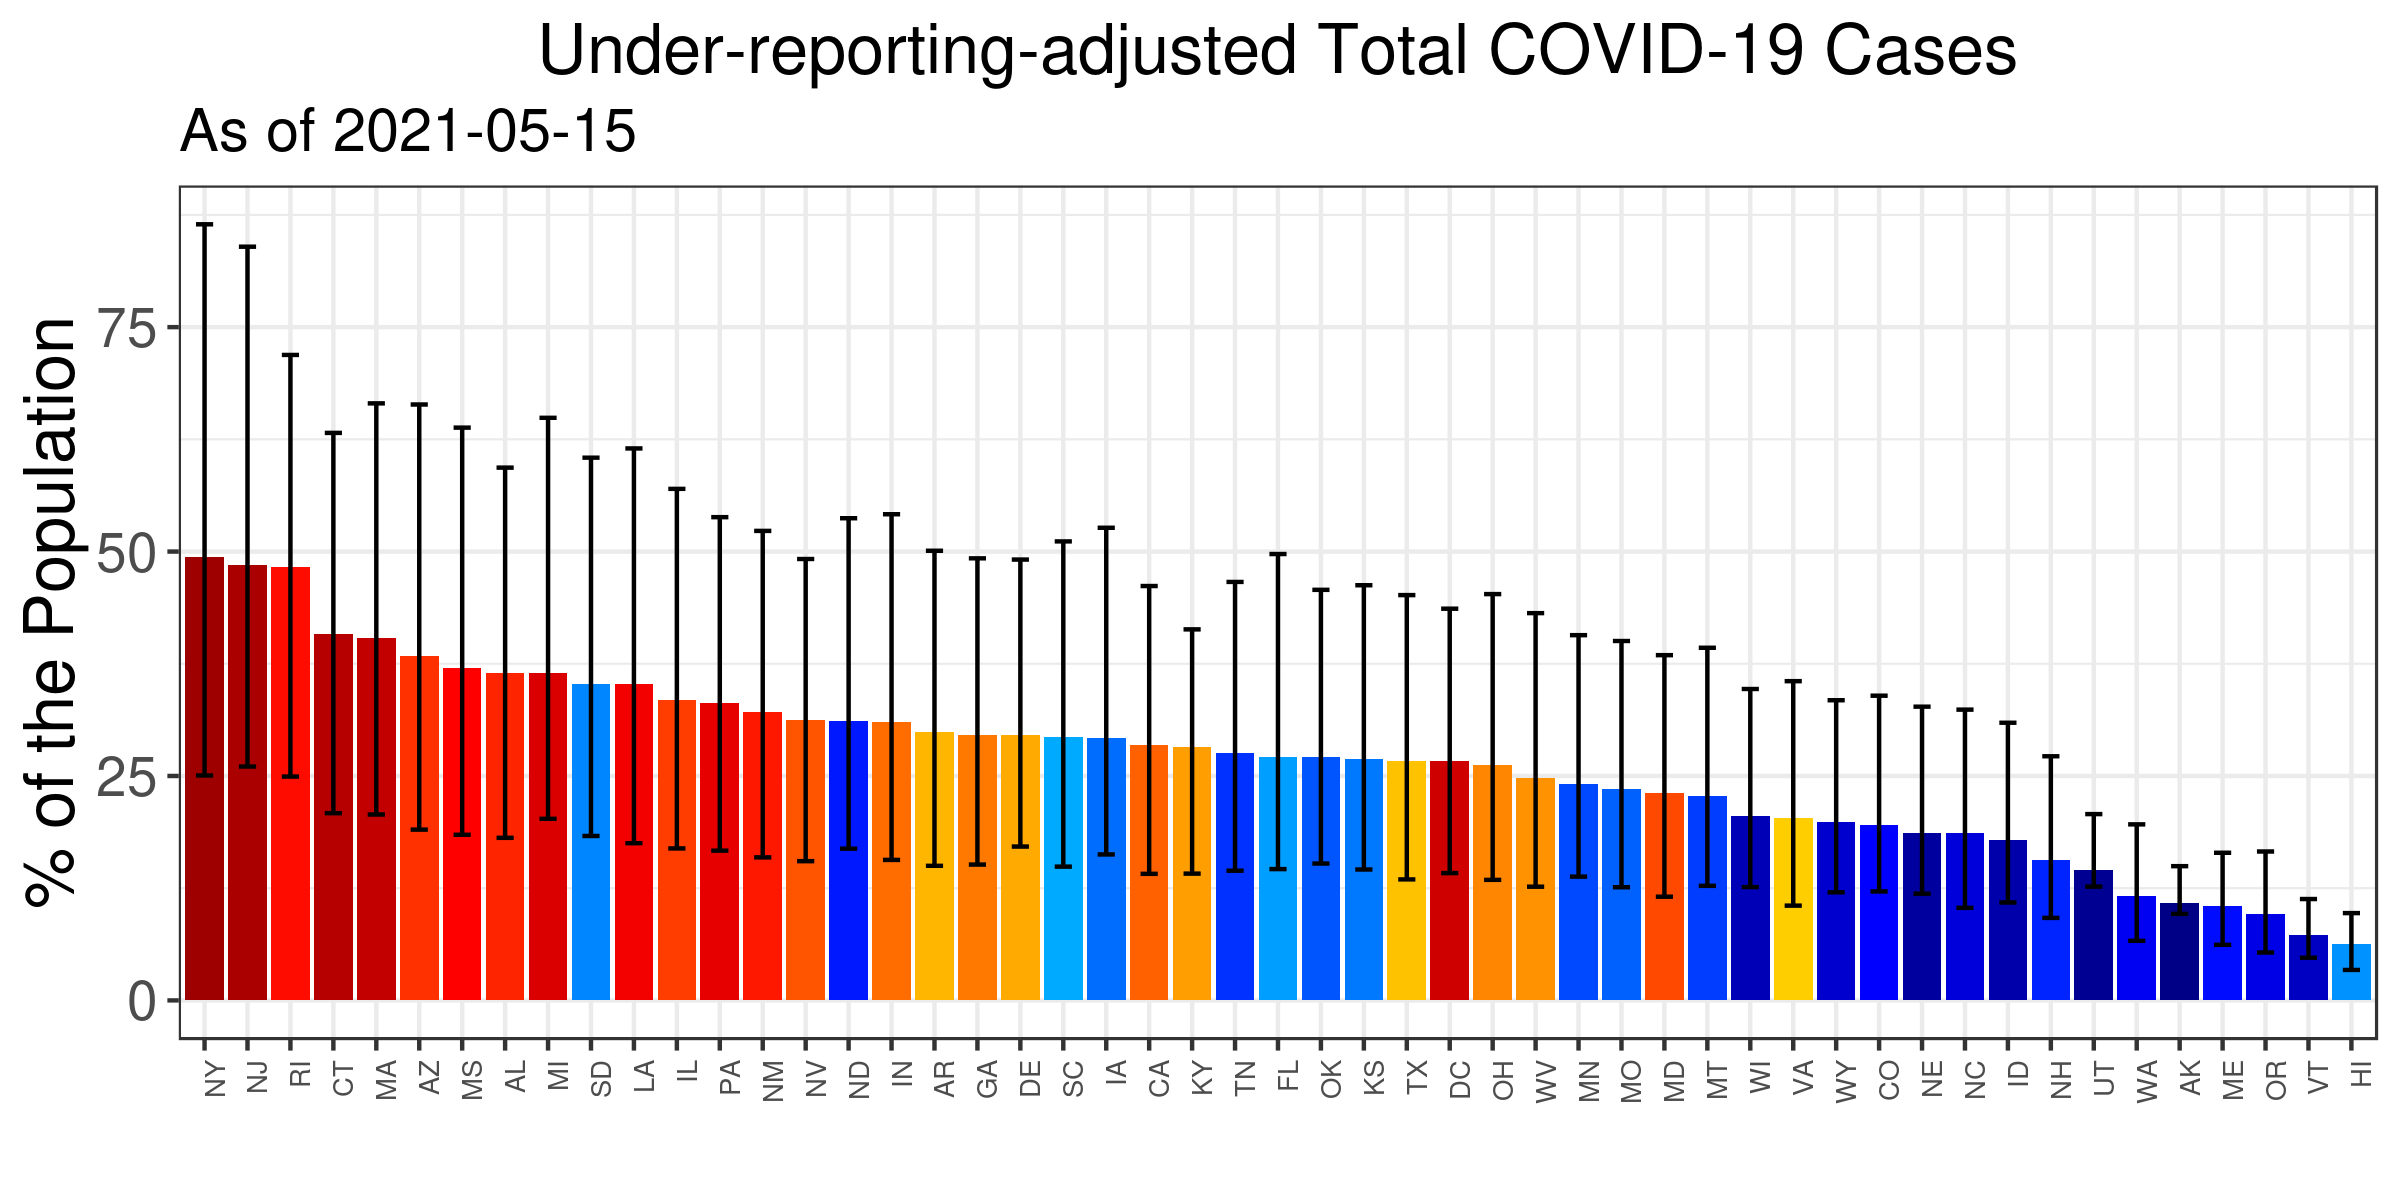 Under-reporting-adjusted Total COVID-19 Cases
As of 2021-05-15
% of the Population
75
50
25
0
NY NJ RI CT MA AZ MS AL MI SD LA IL PA NM NV ND IN AR GA DE SC IA CA KY TN FL OK KS TX DC OH WV MN MO MD MT WI VA WY CO NE NC ID NH UT WA AK ME OR VT HI